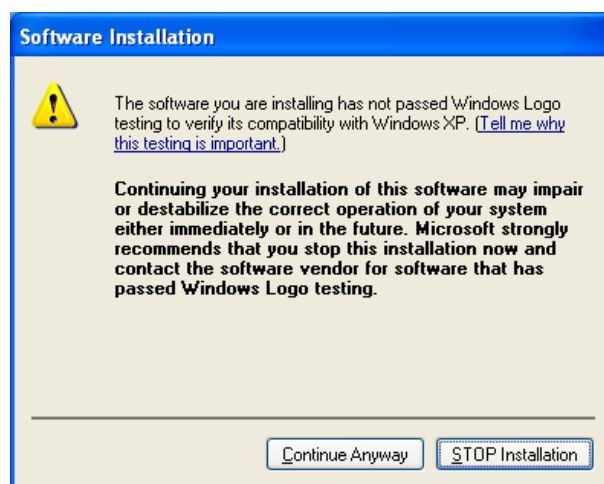 Software Installation
The software you are installing has not passed Windows Logo
testing to verify its compatibility with Windows XP. (Tell me why
this testing is important.)
Continuing your installation of this software may impair
or destabilize the correct operation of your system
either immediately or in the future. Microsoft strongly
recommends that you stop this installation now and
contact the software vendor for software that has
passed Windows Logo testing.
Continue Anyway
STOP Installation